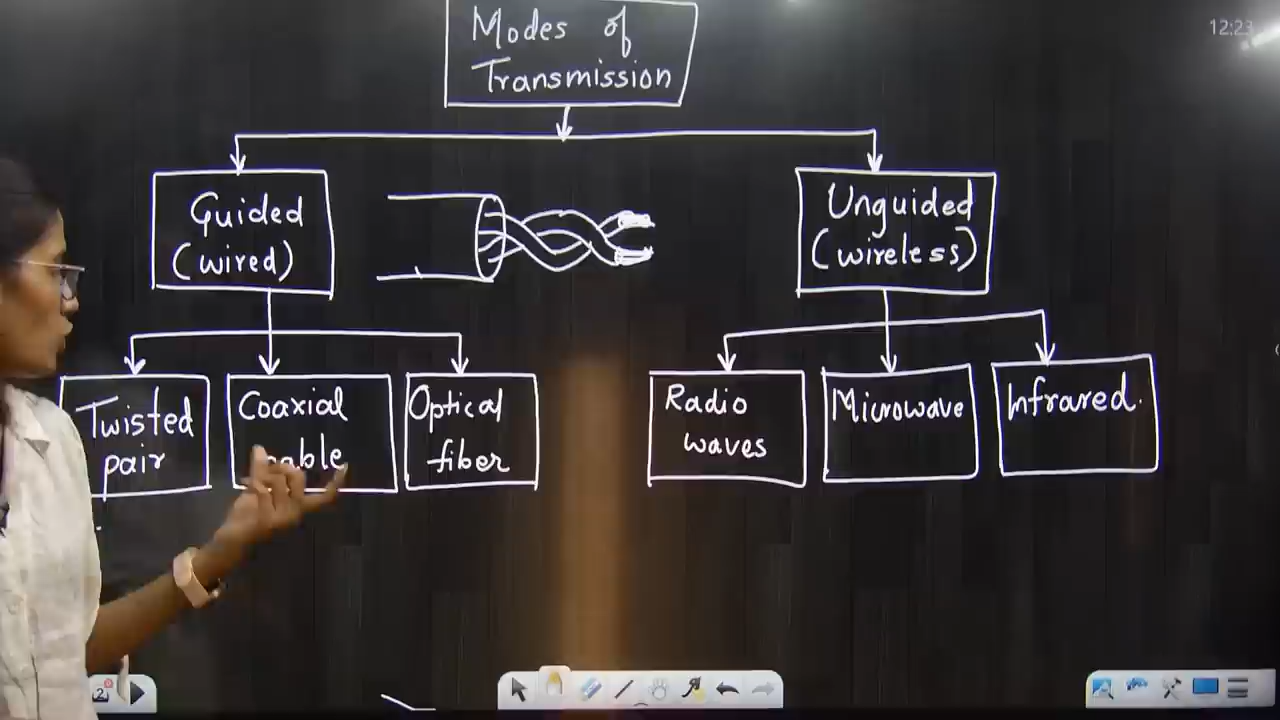 12:23
Modes of
Transmission
Guided
(wired)
Unguided
(wireless)
Twisted
pair
Coaxial
cable
Optical
fiber
Radio
waves
Microwave
Infrared.
2